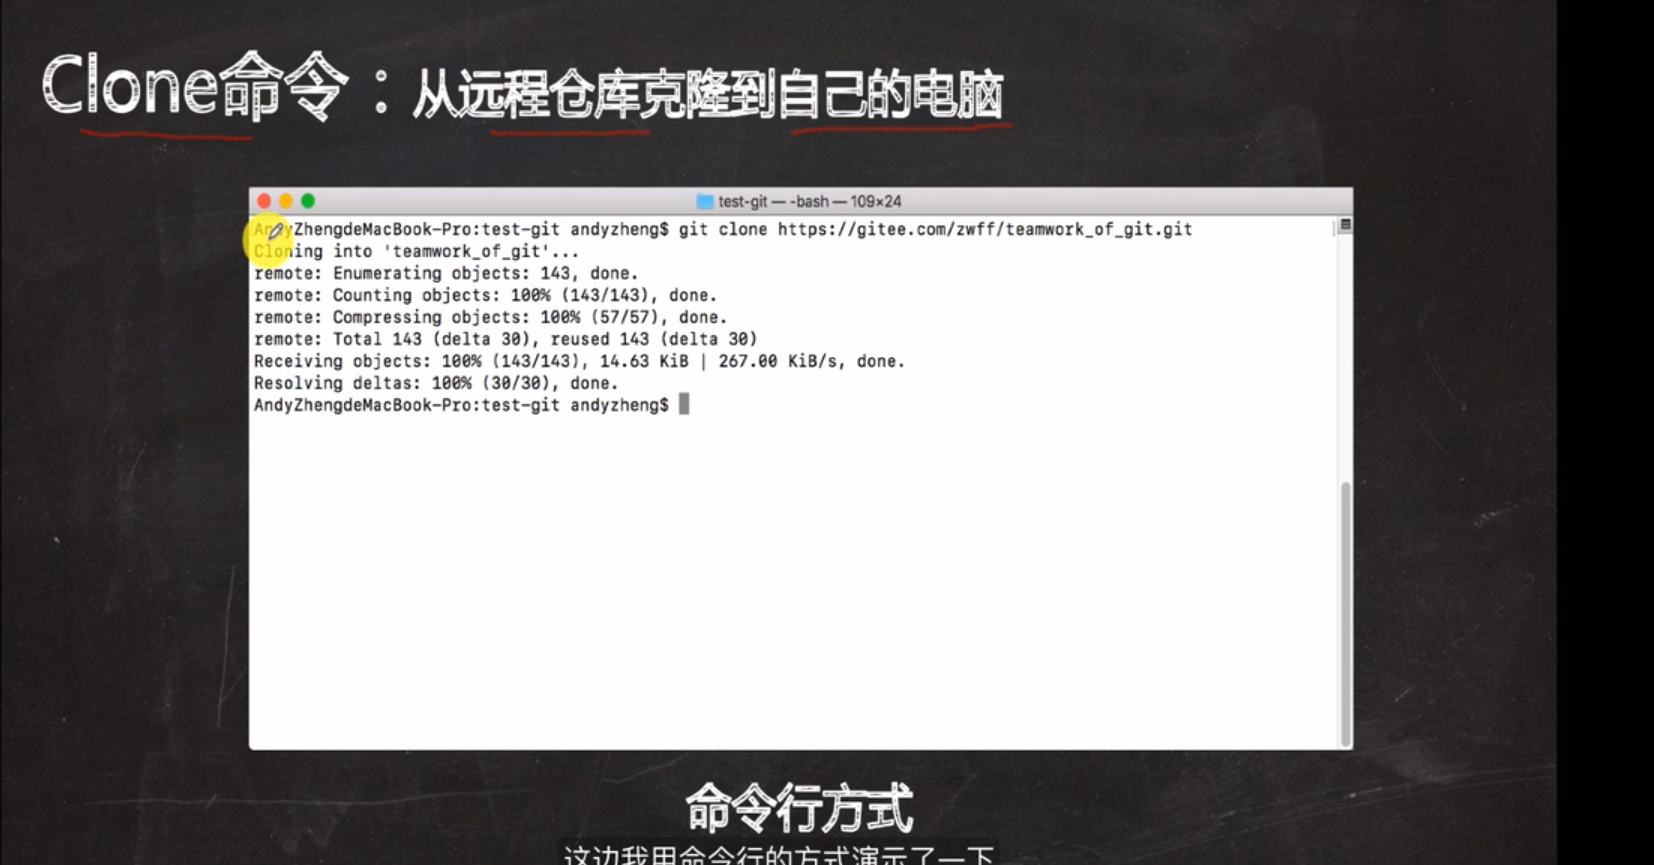 Clone命令：从远程仓库克隆到自己的电脑
test-git — -bash — 109×24
AndyZhengdeMacBook-Pro:test-git andyzheng$ git clone https://gitee.com/zwff/teamwork_of_git.git
Cloning into 'teamwork_of_git'...
remote: Enumerating objects: 143, done.
remote: Counting objects: 100% (143/143), done.
remote: Compressing objects: 100% (57/57), done.
remote: Total 143 (delta 30), reused 143 (delta 30)
Receiving objects: 100% (143/143), 14.63 KiB | 267.00 KiB/s, done.
Resolving deltas: 100% (30/30), done.
AndyZhengdeMacBook-Pro:test-git andyzheng$
命令行方式
这边我用命令行的方式演示了一下